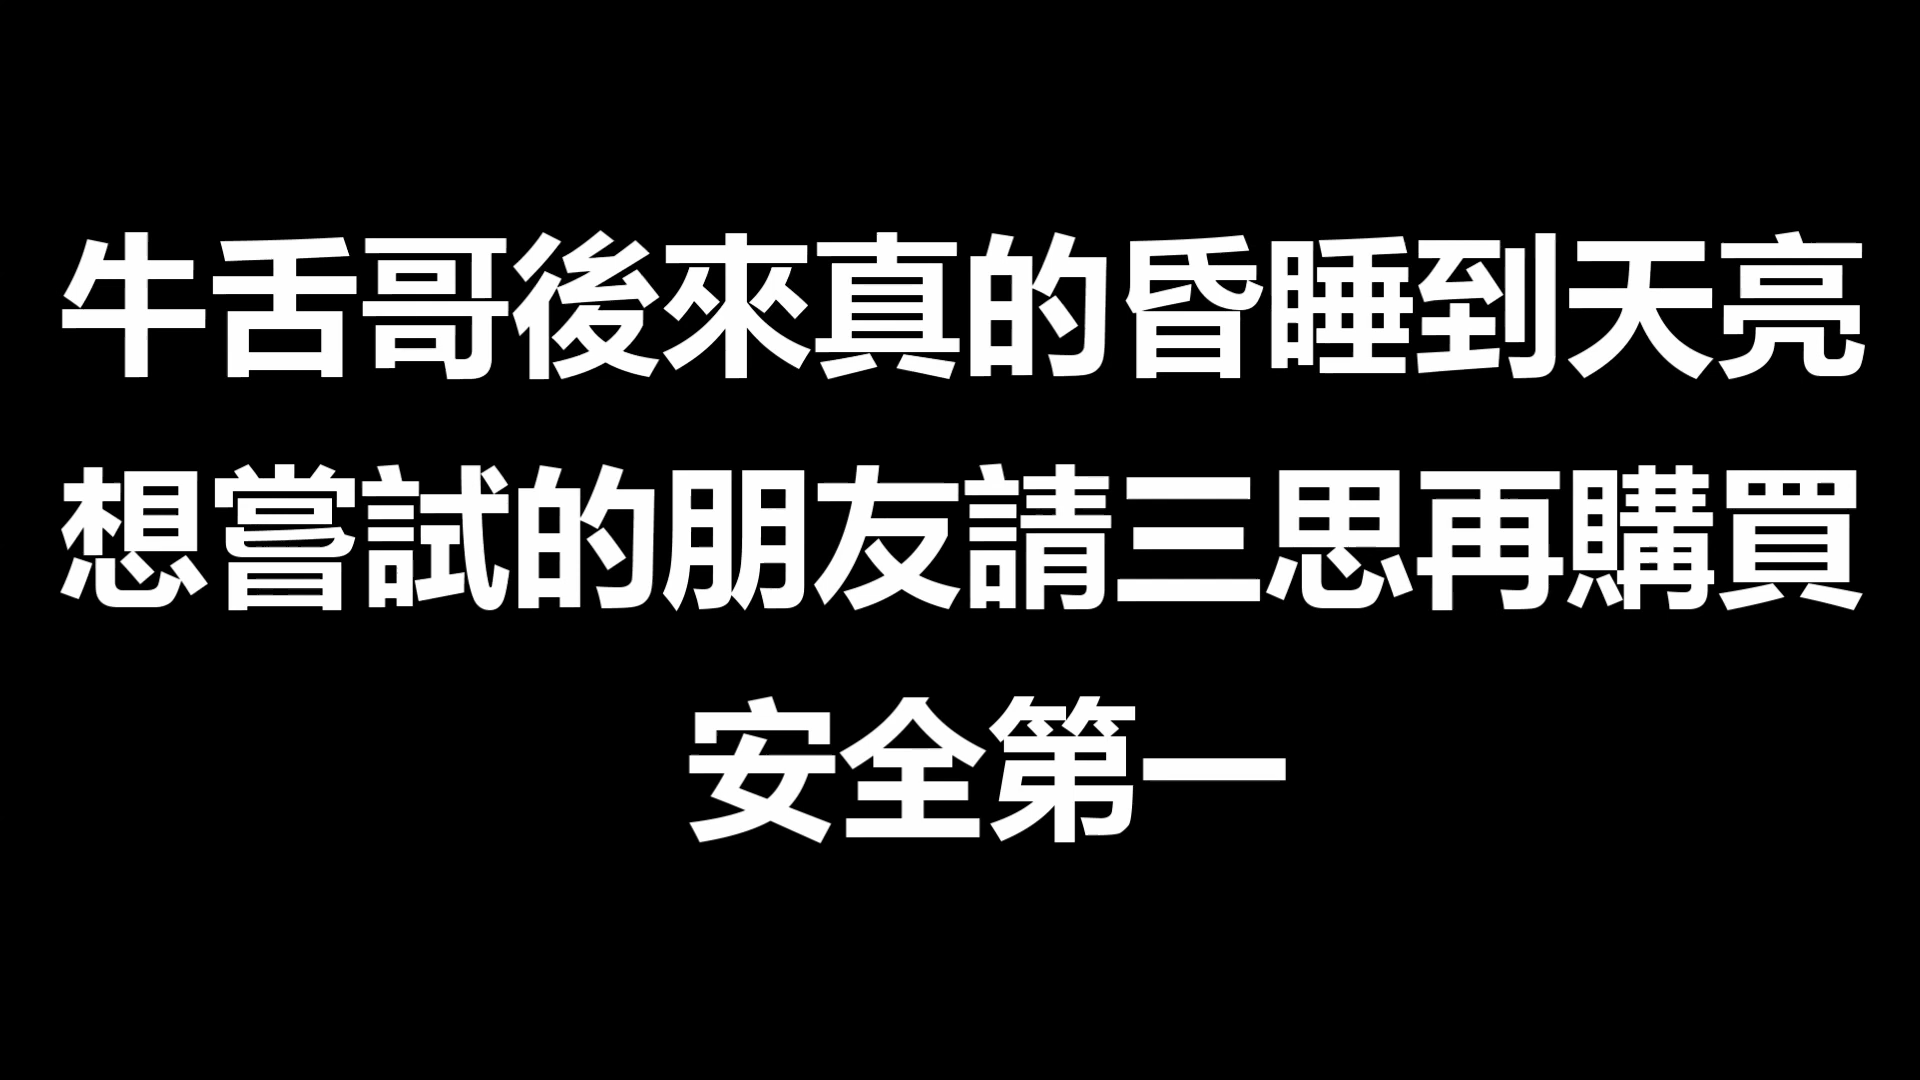 牛舌哥後來真的昏睡到天亮
想嘗試的朋友請三思再購買
安全第一